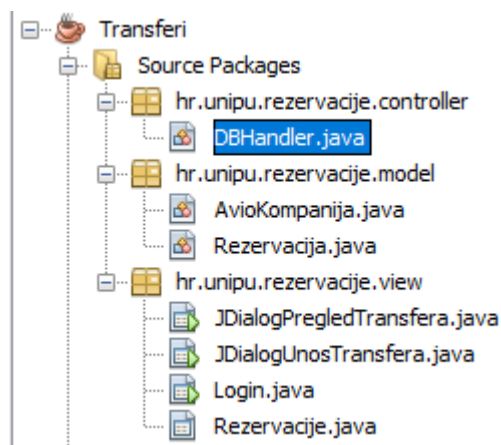 Transferi
Source Packages
hr.unipu.rezervacije.controller
DBHandler.java
hr.unipu.rezervacije.model
AvioKompanija.java
Rezervacija.java
hr.unipu.rezervacije.view
JDialogPregledTransfera.java
JDialogUnosTransfera.java
Login.java
Rezervacije.java